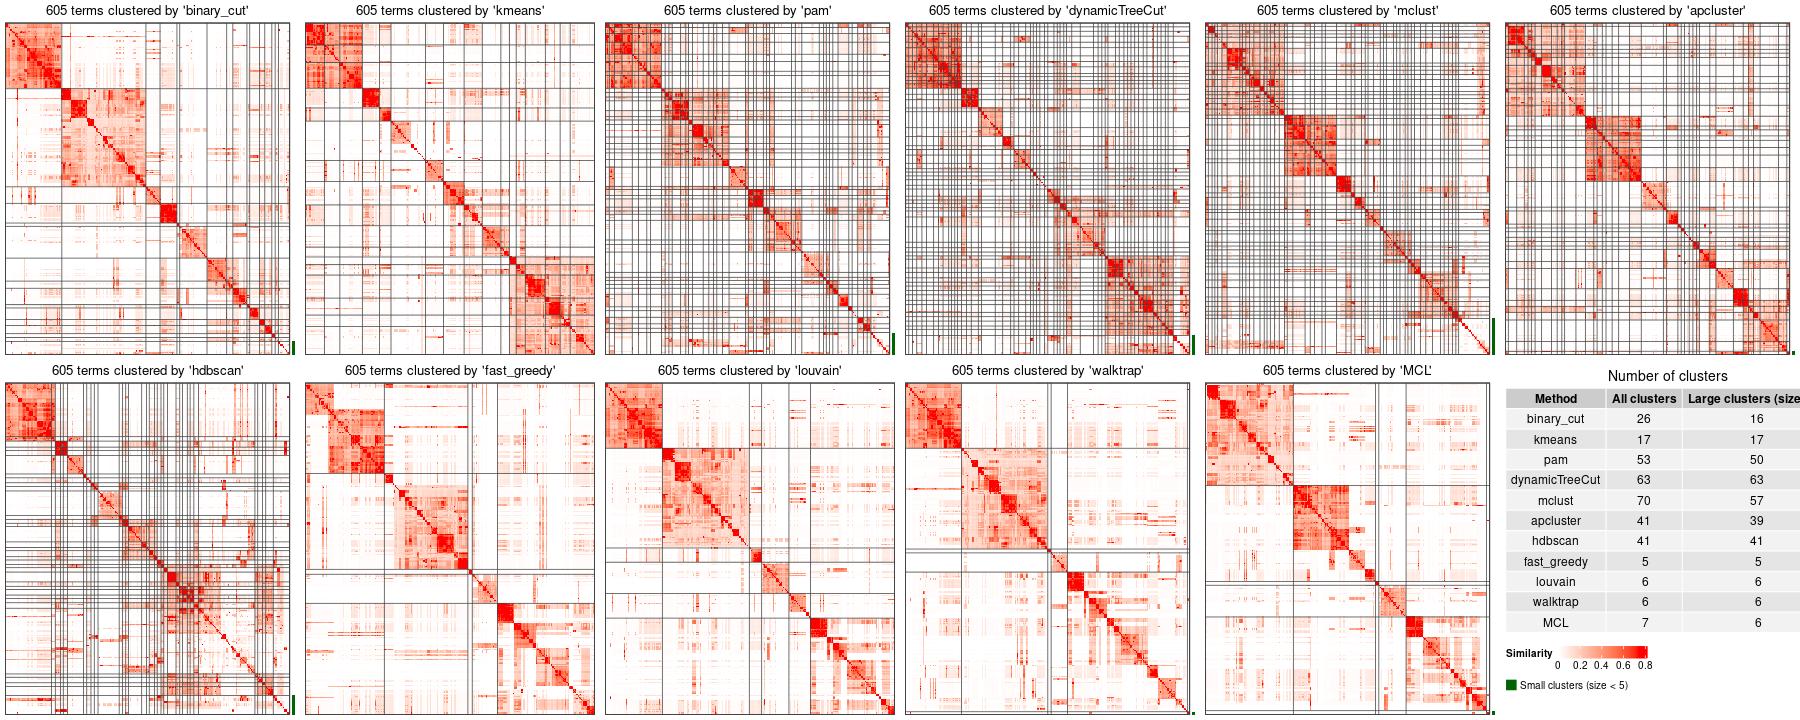 605 terms clustered by 'binary_cut'
605 terms clustered by 'kmeans'
605 terms clustered by 'pam'
605 terms clustered by 'dynamicTreeCut'
605 terms clustered by 'mclust'
605 terms clustered by 'apcluster'
605 terms clustered by 'hdbscan'
605 terms clustered by 'fast_greedy'
605 terms clustered by 'louvain'
605 terms clustered by 'walktrap'
605 terms clustered by 'MCL'
Number of clusters
Method All clusters Large clusters (size
binary_cut 26 16
kmeans 17 17
pam 53 50
dynamicTreeCut 63 63
mclust 70 57
apcluster 41 39
hdbscan 41 41
fast_greedy 5 5
louvain 6 6
walktrap 6 6
MCL 7 6
Similarity
0 0.2 0.4 0.6 0.8
Small clusters (size < 5)